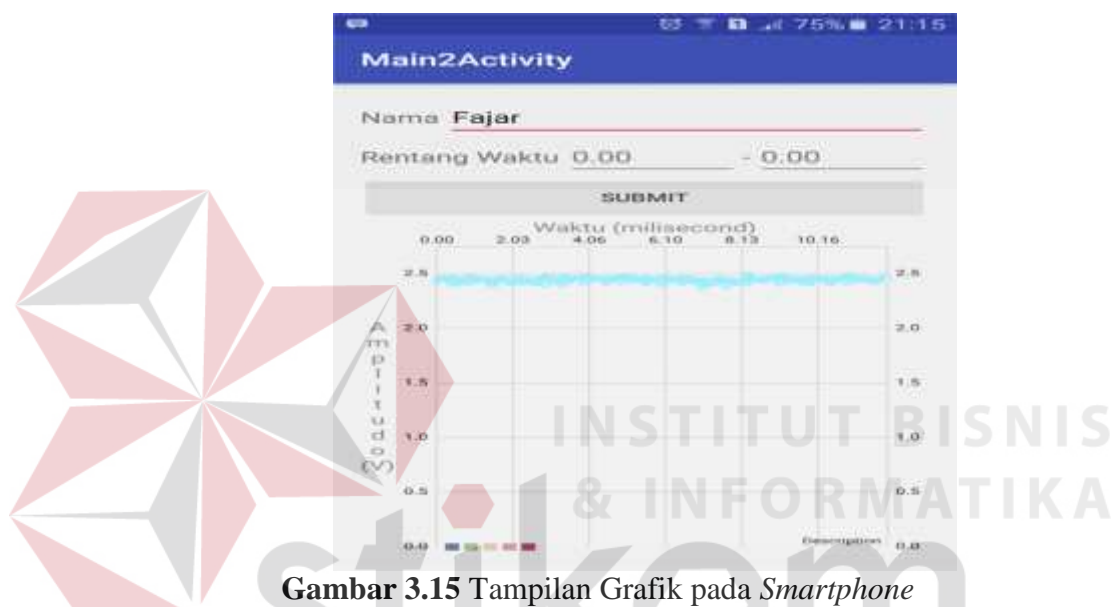 75% 21:15
Main2Activity
Nama Fajar
Rentang Waktu 0.00 - 0.00
SUBMIT
Waktu (milisecond)
0.00 2.03 4.06 6.10 8.13 10.16
2.5 2.5
Amplitudo (V)
2.0 2.0
1.5 1.5
1.0 1.0
0.5 0.5
0.0 Description 0.0
INSTITUT BISNIS
& INFORMATIKA
stikom
Gambar 3.15 Tampilan Grafik pada Smartphone